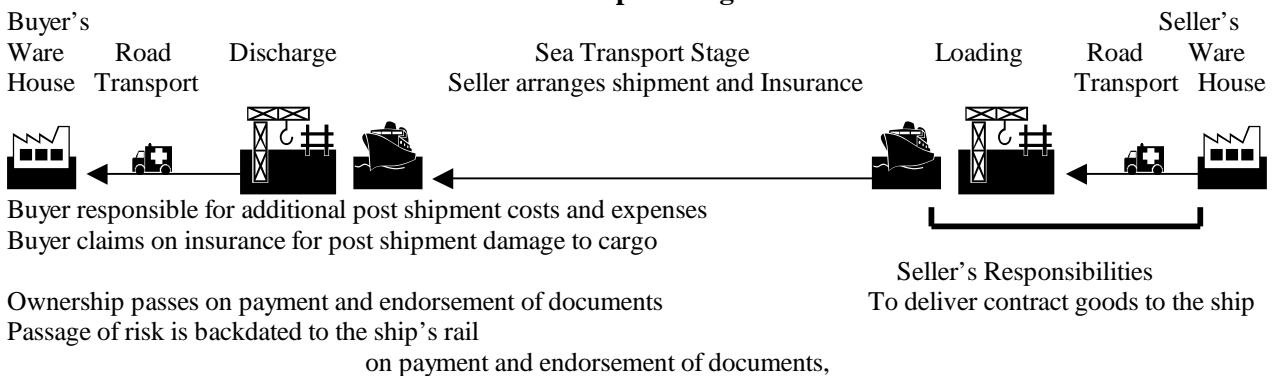 Buyer's Seller's
Ware Road Discharge Sea Transport Stage Loading Road Ware
House Transport Seller arranges shipment and Insurance Transport House
Buyer responsible for additional post shipment costs and expenses
Buyer claims on insurance for post shipment damage to cargo
Seller's Responsibilities
Ownership passes on payment and endorsement of documents To deliver contract goods to the ship
Passage of risk is backdated to the ship's rail
on payment and endorsement of documents,